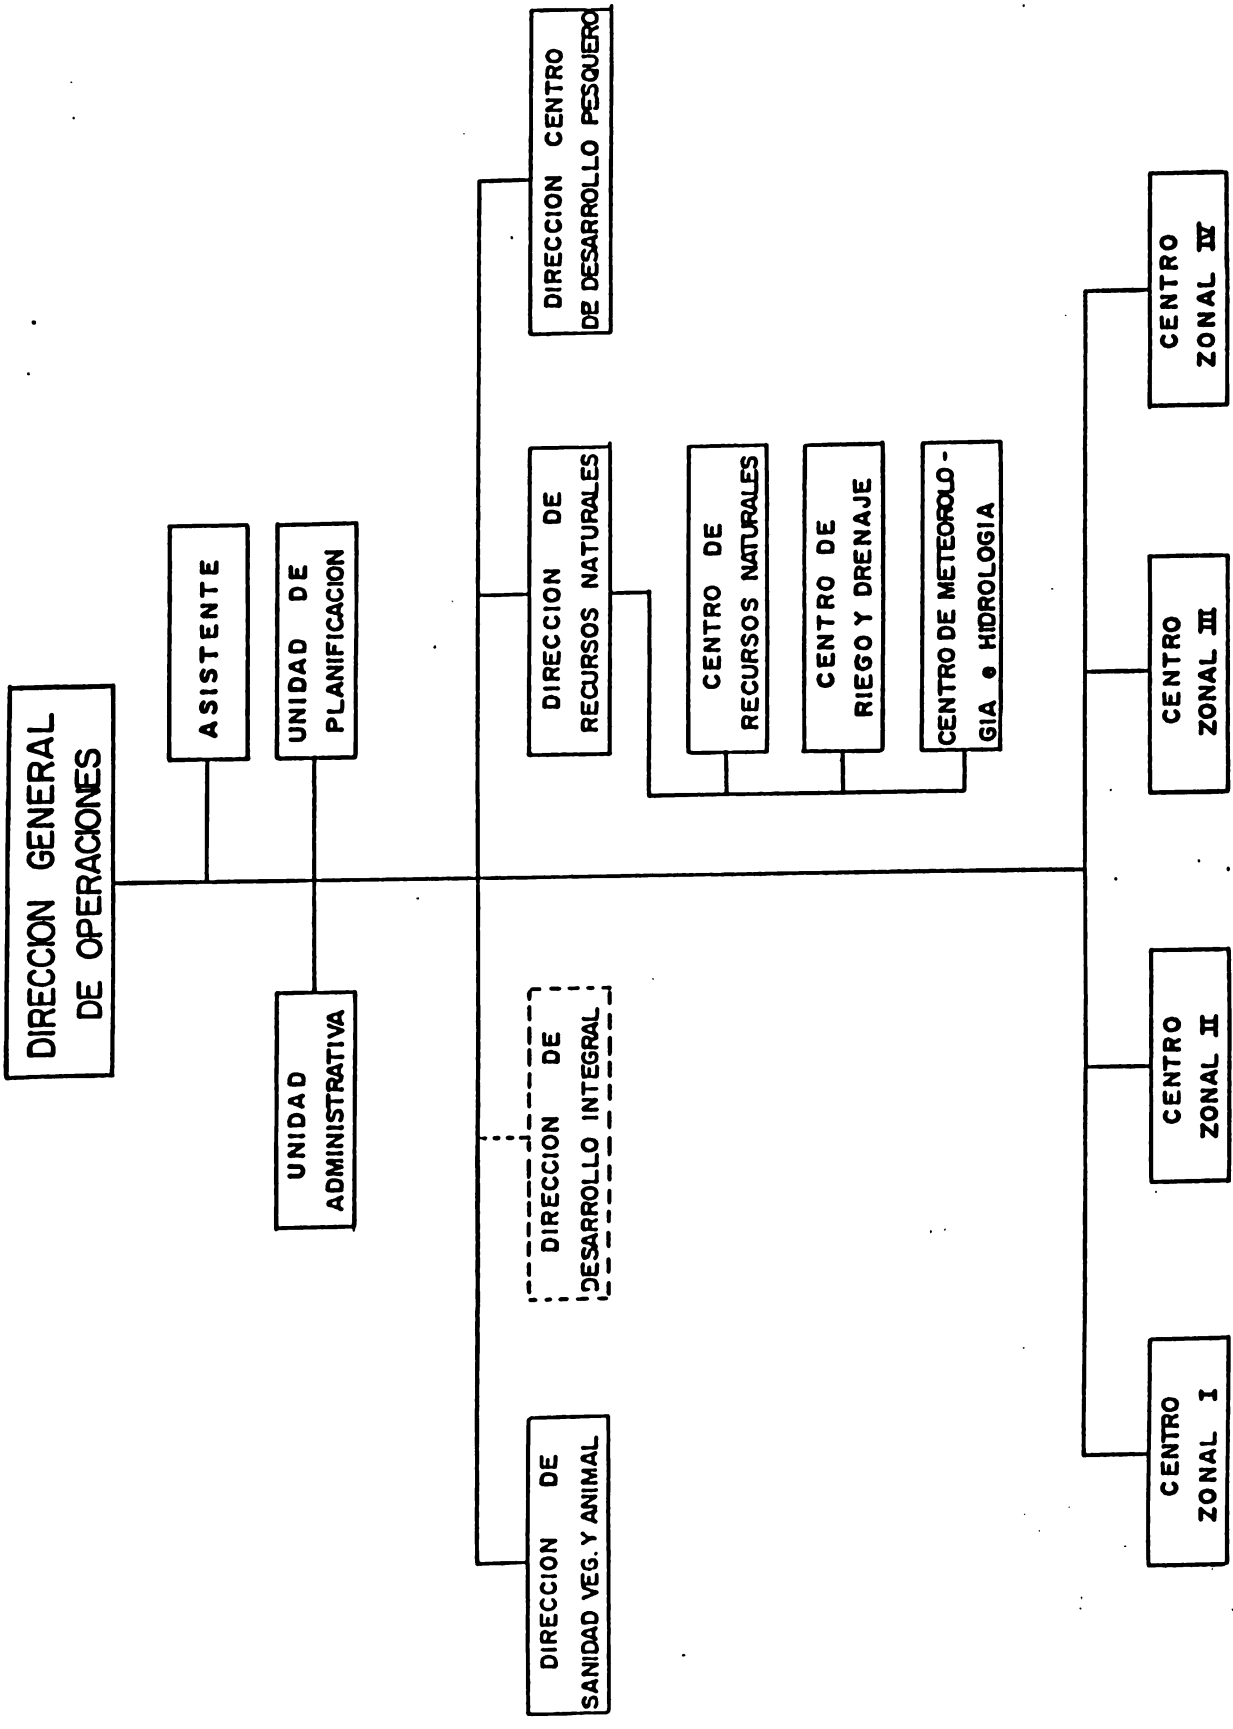 DIRECCION GENERAL
DE OPERACIONES
ASISTENTE
UNIDAD
ADMINISTRATIVA
UNIDAD DE
PLANIFICACION
DIRECCION DE
SANIDAD VEG. Y ANIMAL
DIRECCION DE
DESARROLLO INTEGRAL
DIRECCION DE
RECURSOS NATURALES
DIRECCION CENTRO
DE DESARROLLO PESQUERO
CENTRO DE
RECURSOS NATURALES
CENTRO DE
RIEGO Y DRENAJE
CENTRO DE METEOROLO-
GIA e HIDROLOGIA
CENTRO
ZONAL I
CENTRO
ZONAL II
CENTRO
ZONAL III
CENTRO
ZONAL IV